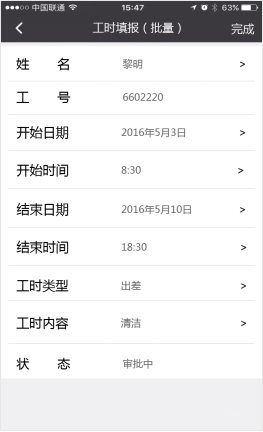 中国联通 15:47 63%
工时填报（批量） 完成
姓 名 黎明 >
工 号 6602220
开始日期 2016年5月3日 >
开始时间 8:30 >
结束日期 2016年5月10日 >
结束时间 18:30 >
工时类型 出差 >
工时内容 清洁 >
状 态 审批中